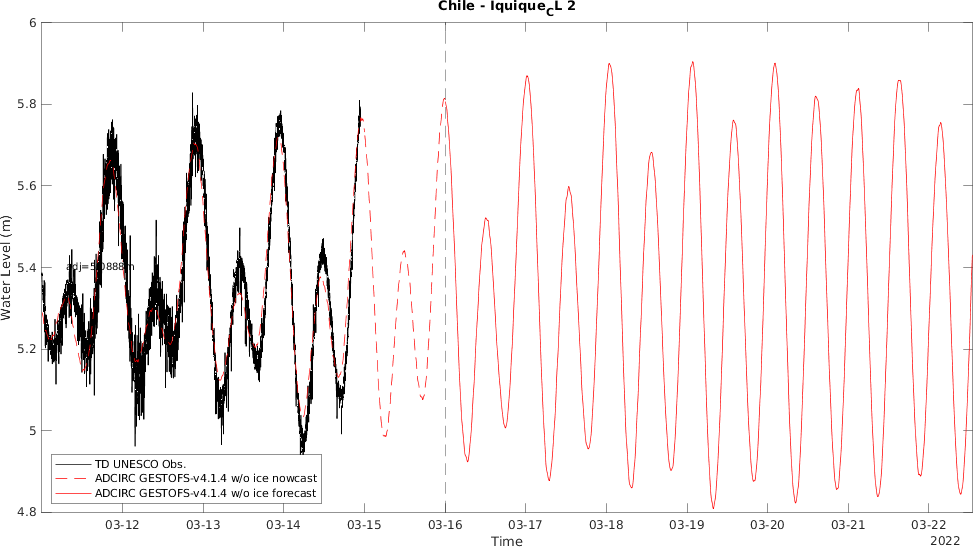 Chile - IquiqueCL 2
Water Level (m)
6
5.8
5.6
5.4
5.2
5
4.8
adj=5.0888m
TD UNESCO Obs.
ADCIRC GESTOFS-v4.1.4 w/o ice nowcast
ADCIRC GESTOFS-v4.1.4 w/o ice forecast
03-12 03-13 03-14 03-15 03-16 03-17 03-18 03-19 03-20 03-21 03-22
Time
2022